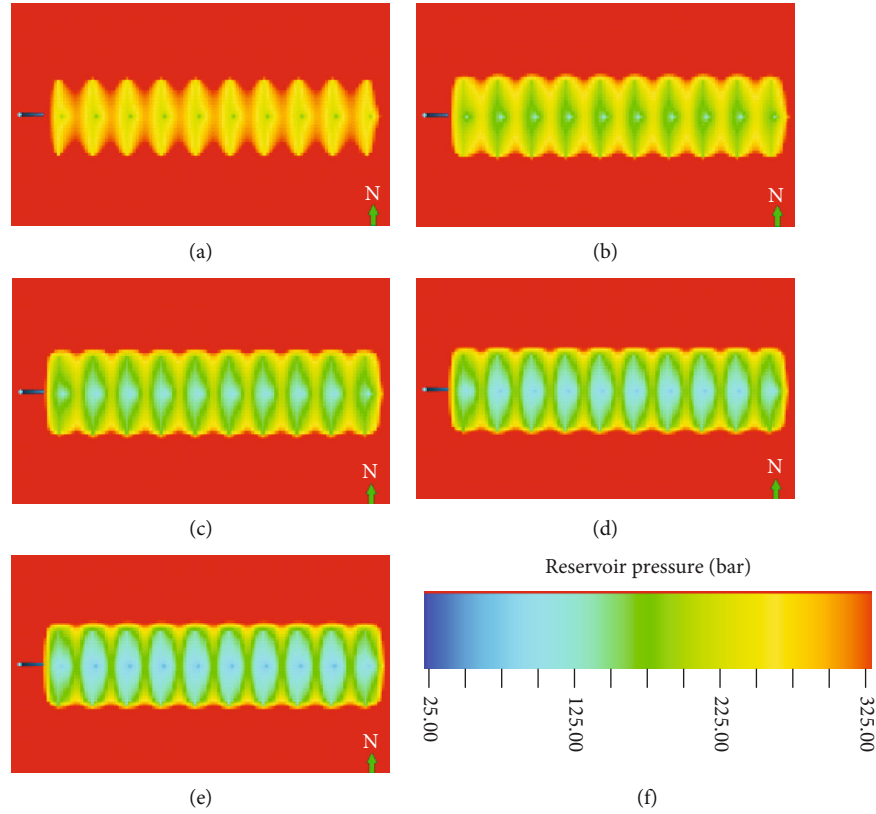 N
N
(a)
(b)
N
N
(c)
(d)
Reservoir pressure (bar)
N
25.00
125.00
225.00
325.00
(e)
(f)